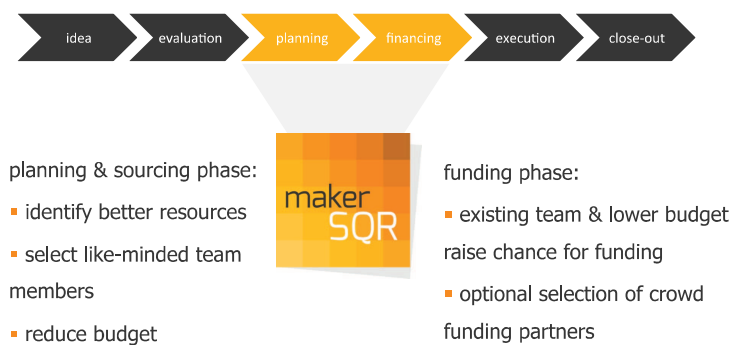 idea
evaluation
planning
financing
execution
close-out
planning & sourcing phase:
▪ identify better resources
▪ select like-minded team
members
▪ reduce budget
maker
SQR
funding phase:
▪ existing team & lower budget
raise chance for funding
▪ optional selection of crowd
funding partners